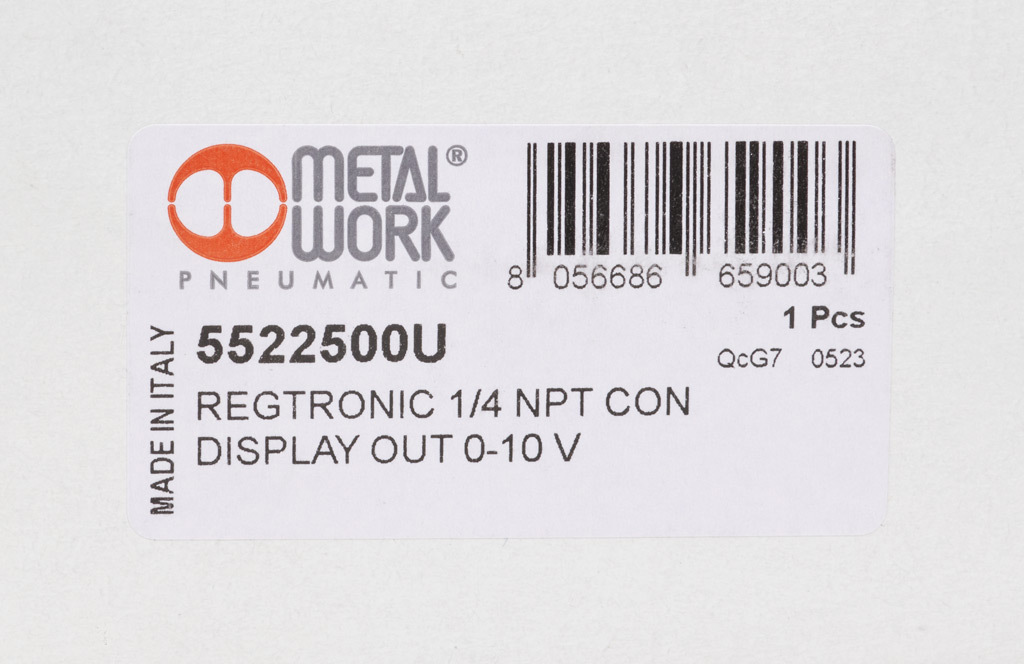 METAL®
WORK
PNEUMATIC
8 056686 659003
1 Pcs
QcG7 0523
5522500U
REGTRONIC 1/4 NPT CON
DISPLAY OUT 0-10 V
MADE IN ITALY